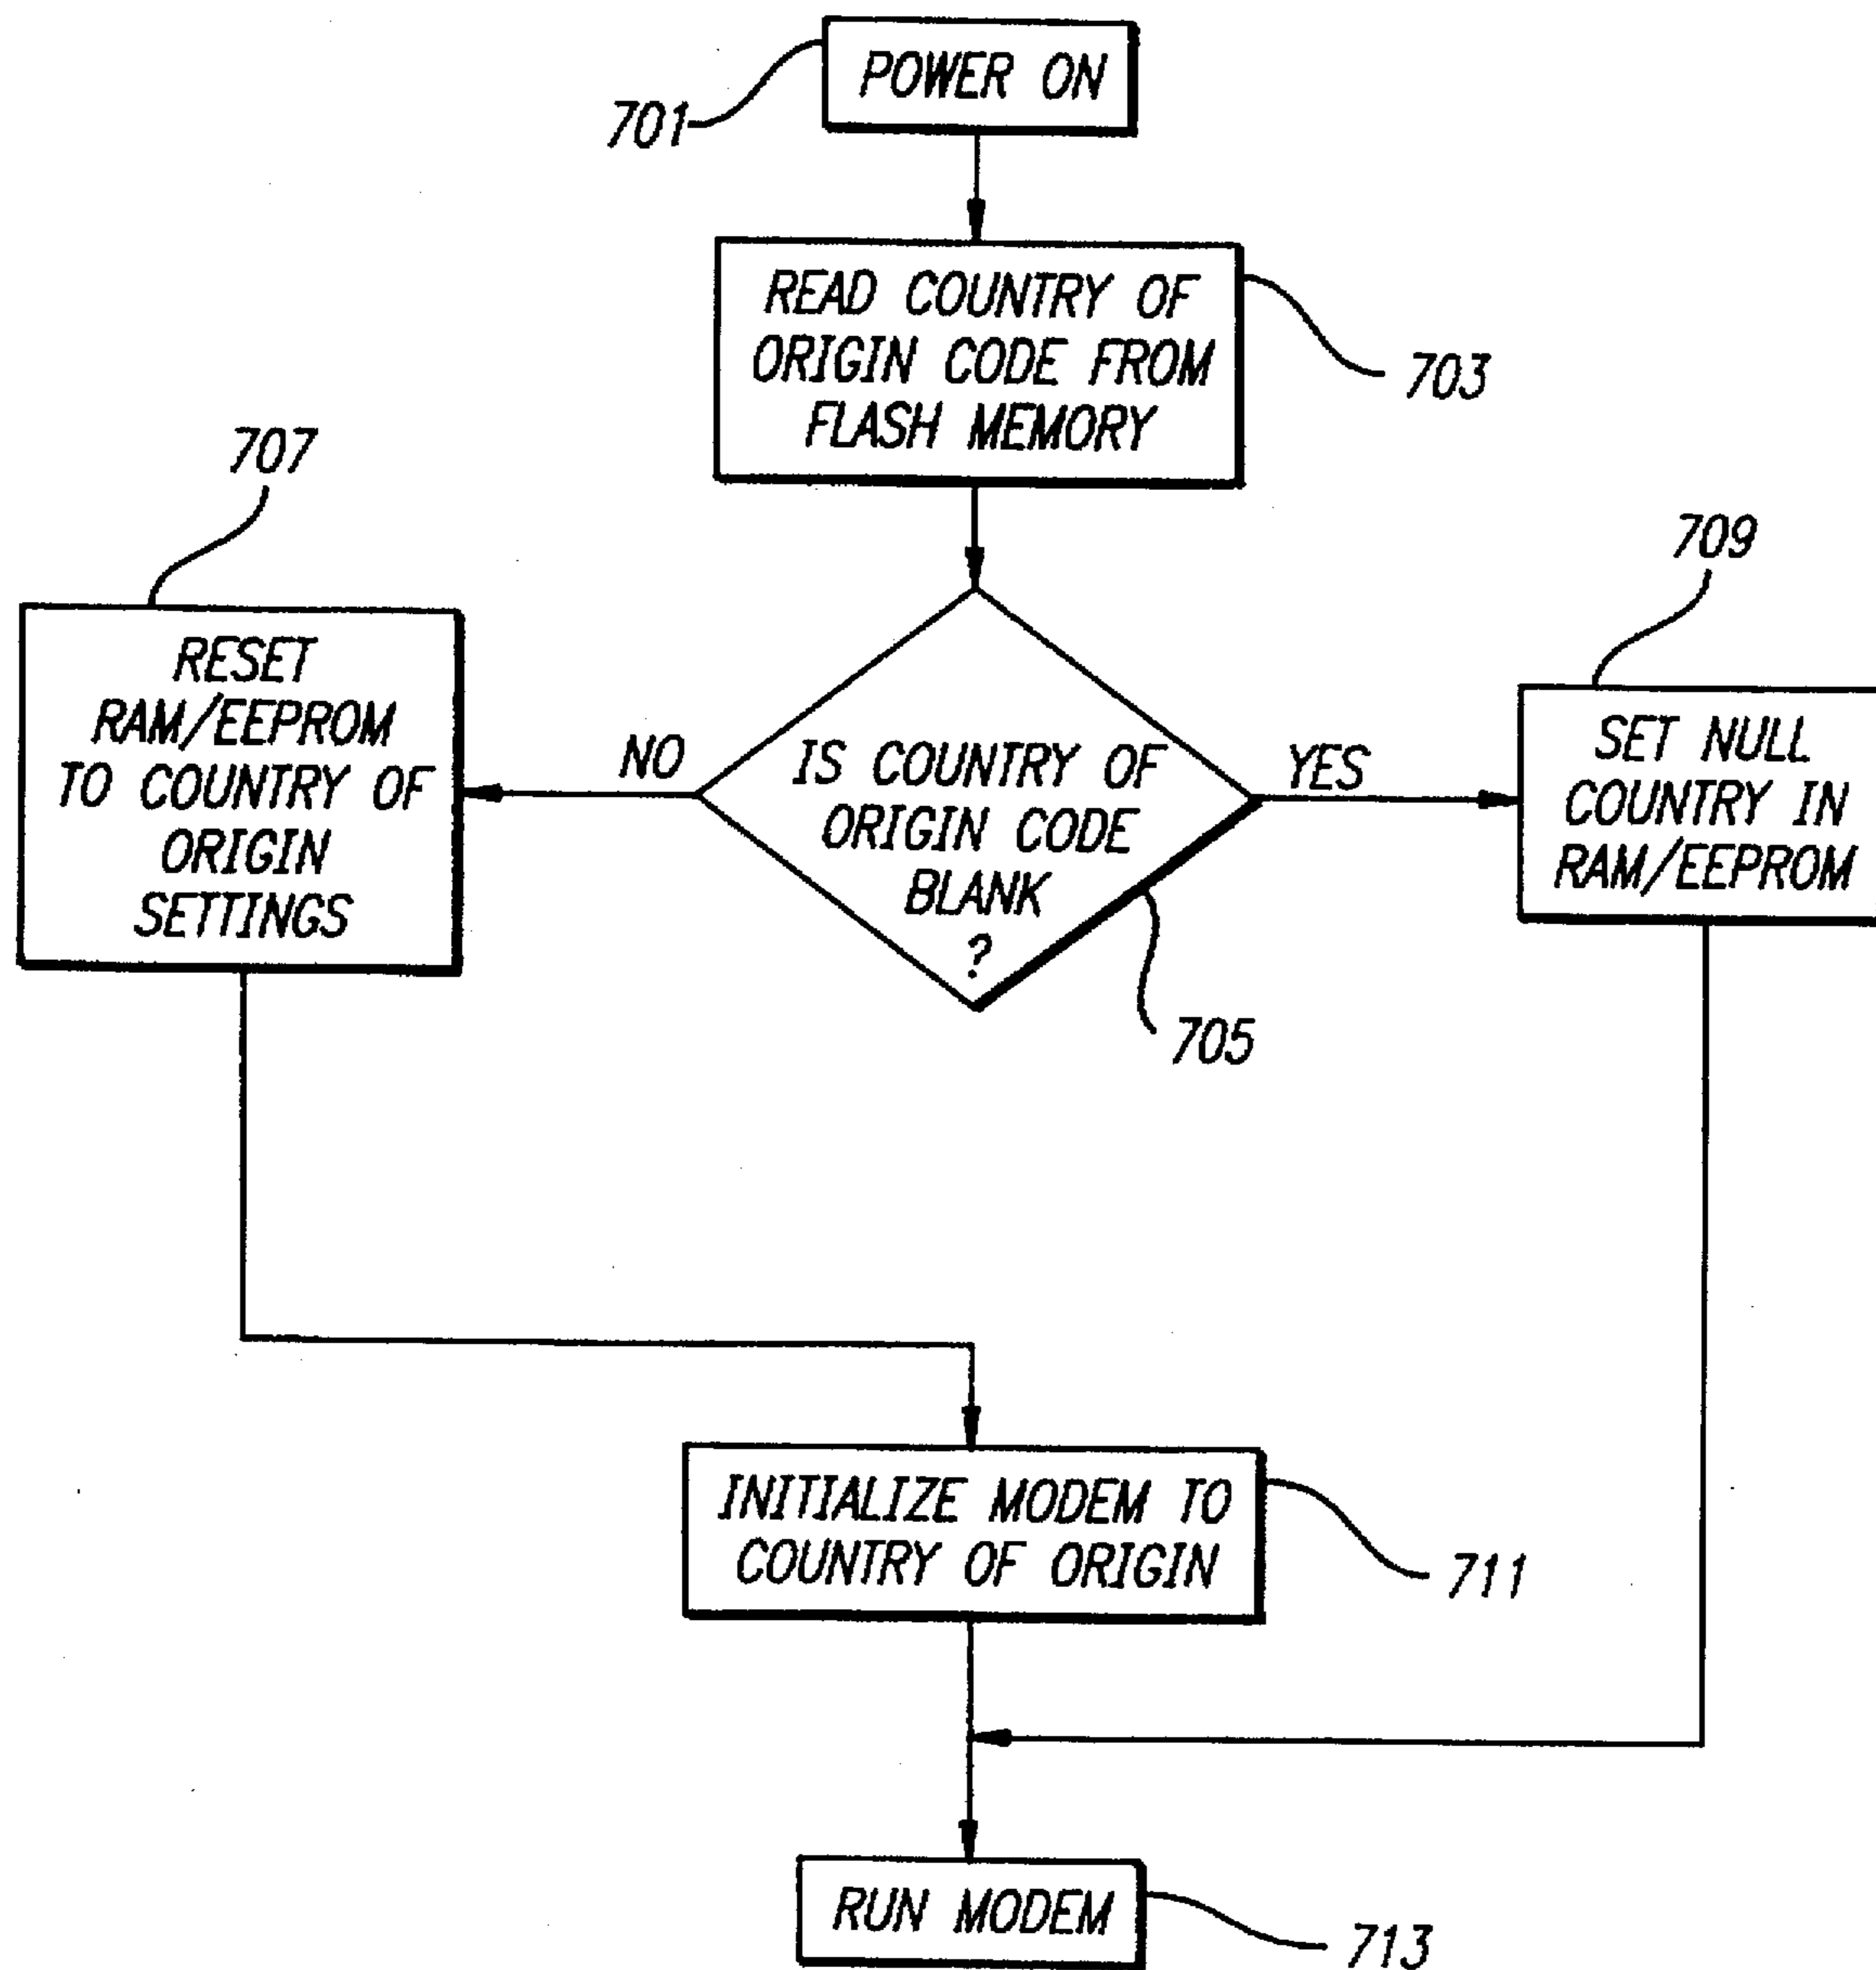 POWER ON
701
READ COUNTRY OF
ORIGIN CODE FROM
FLASH MEMORY
703
707
709
RESET
RAM/EEPROM
TO COUNTRY OF
ORIGIN
SETTINGS
NO
IS COUNTRY OF
ORIGIN CODE
BLANK
?
YES
SET NULL
COUNTRY IN
RAM/EEPROM
705
INITIALIZE MODEM TO
COUNTRY OF ORIGIN
711
RUN MODEM
713